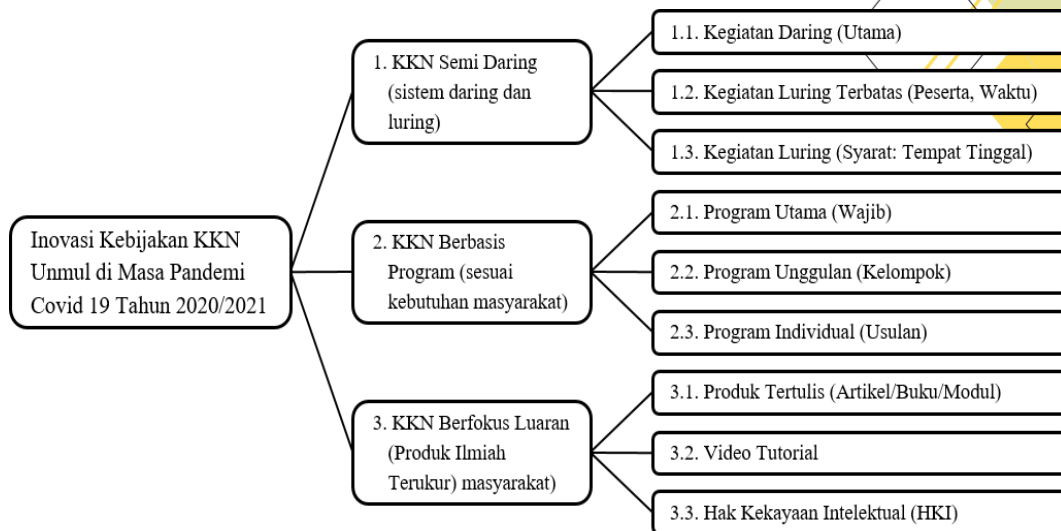 Inovasi Kebijakan KKN
Unmul di Masa Pandemi
Covid 19 Tahun 2020/2021
1. KKN Semi Daring
(sistem daring dan
luring)
1.1. Kegiatan Daring (Utama)
1.2. Kegiatan Luring Terbatas (Peserta, Waktu)
1.3. Kegiatan Luring (Syarat: Tempat Tinggal)
2. KKN Berbasis
Program (sesuai
kebutuhan masyarakat)
2.1. Program Utama (Wajib)
2.2. Program Unggulan (Kelompok)
2.3. Program Individual (Usulan)
3. KKN Berfokus Luaran
(Produk Ilmiah
Terukur) masyarakat)
3.1. Produk Tertulis (Artikel/Buku/Modul)
3.2. Video Tutorial
3.3. Hak Kekayaan Intelektual (HKI)